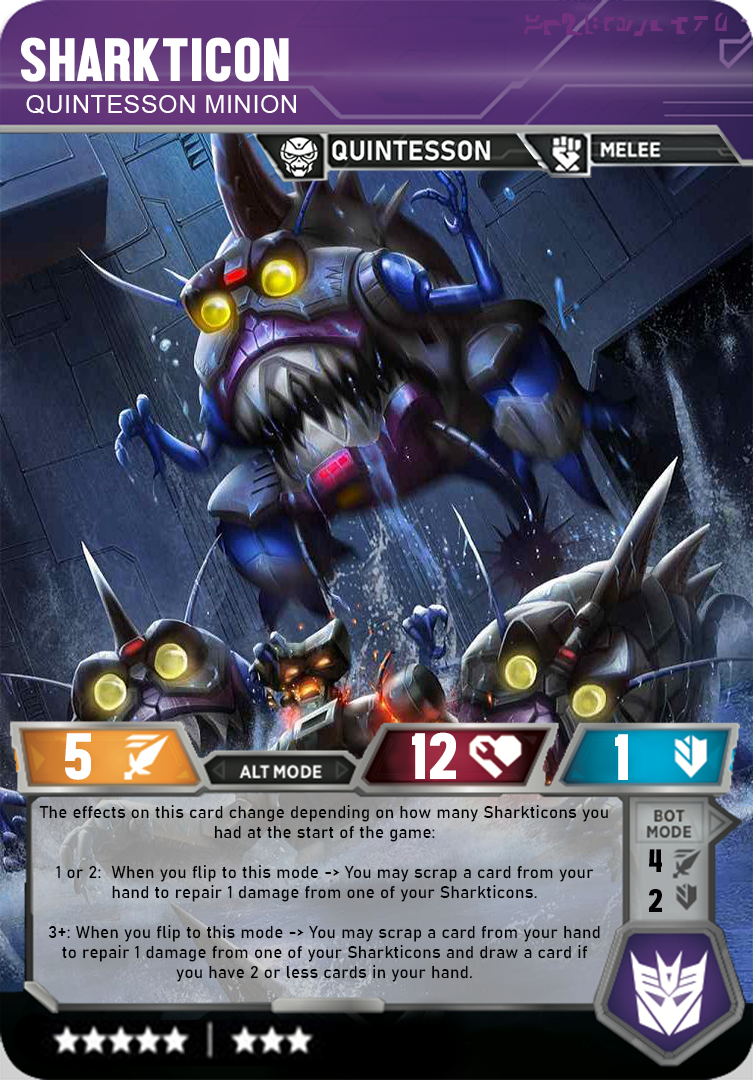 SHARKTICON
QUINTESSON MINION
QUINTESSON MELEE
5 ALT MODE 12 1
The effects on this card change depending on how many Sharkticons you
had at the start of the game:
1 or 2:  When you flip to this mode -> You may scrap a card from your
hand to repair 1 damage from one of your Sharkticons.
3+: When you flip to this mode -> You may scrap a card from your hand
to repair 1 damage from one of your Sharkticons and draw a card if
you have 2 or less cards in your hand.
BOT
MODE
4
2